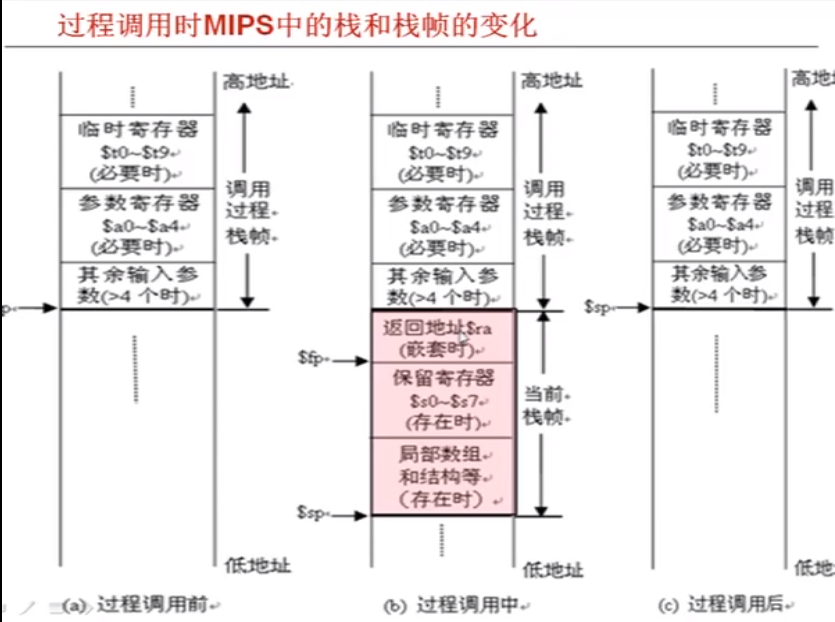 过程调用时MIPS中的栈和栈帧的变化
高地址
临时寄存器
$t0~$t9
(必要时)
参数寄存器
$a0~$a4
(必要时)
其余输入参
数(>4 个时)
调用
过程
栈帧
p
低地址
(a) 过程调用前
高地址
临时寄存器
$t0~$t9
(必要时)
参数寄存器
$a0~$a4
(必要时)
其余输入参
数(>4 个时)
调用
过程
栈帧
返回地址$ra
(嵌套时)
$fp
保留寄存器
$s0~$s7
(存在时)
局部数组
和结构等
（存在时）
当前
栈帧
$sp
低地址
(b) 过程调用中
高地
临时寄存器
$t0~$t9
(必要时)
参数寄存器
$a0~$a4
(必要时)
其余输入参
数(>4 个时)
调用
过程
栈帧
$sp
低地
(c) 过程调用后